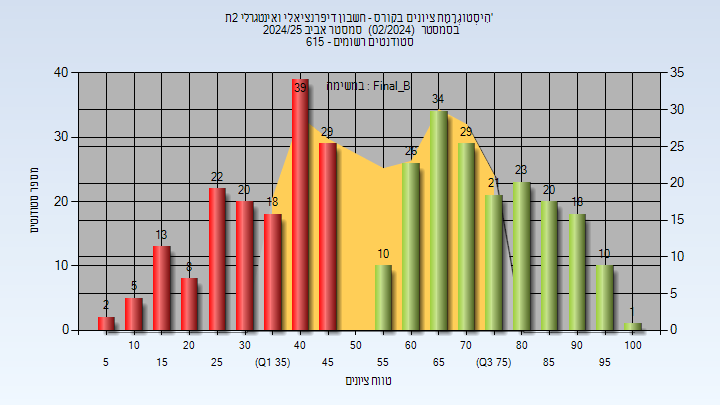 'הִיסְטוֹגְרָמַת ציונים בקורס - חשבון דיפרנציאלי ואינטגרלי 2ח
בסמסטר (02/2024) סמסטר אביב 2024/25
סטודנטים רשומים - 615
במשימה : Final_B
מספר סטודנטים
40 30 20 10 0
35 30 25 20 15 10 5 0
2 5 13 8 22 20 18 39 29 10 26 34 29 21 23 20 18 10 1
10 20 30 40 50 60 70 80 90 100
5 15 25 (Q1 35) 45 55 65 (Q3 75) 85 95
טווח ציונים